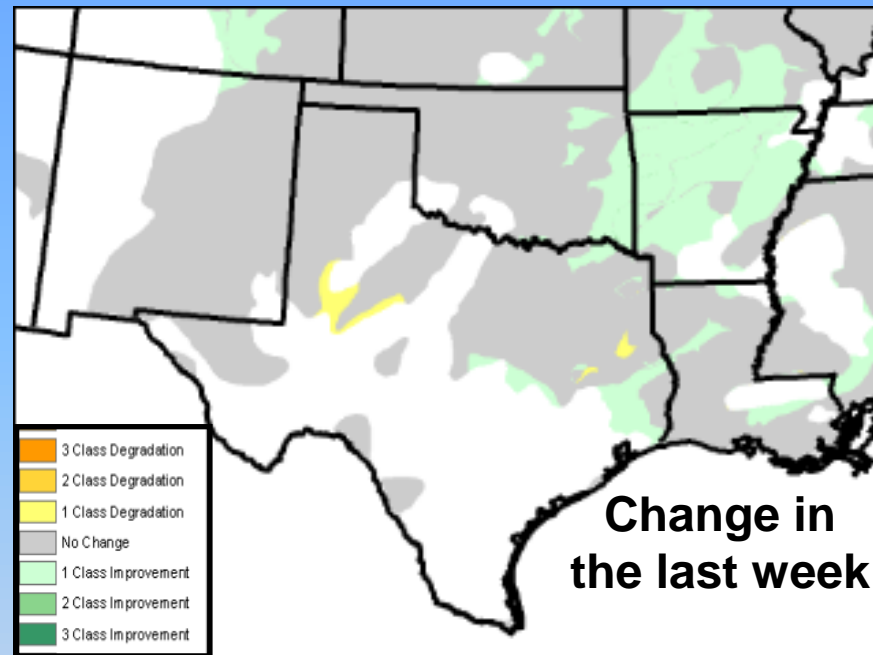 3 Class Degradation
2 Class Degradation
1 Class Degradation
No Change
1 Class Improvement
2 Class Improvement
3 Class Improvement
Change in
the last week